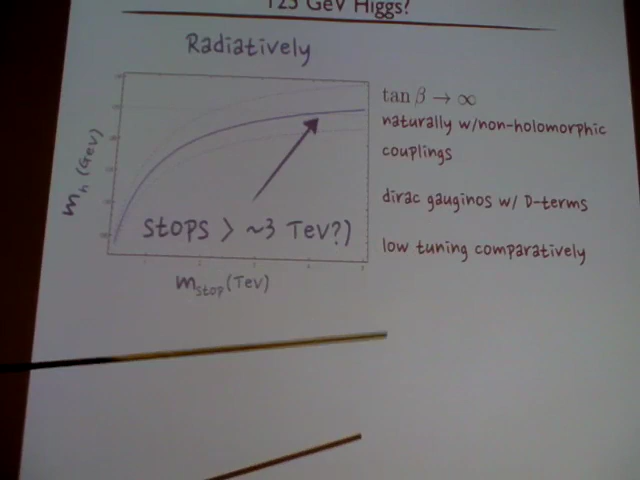 125 GeV Higgs?
Radiatively
tan β → ∞
naturally w/non-holomorphic
couplings
dirac gauginos w/ D-terms
low tuning comparatively
m_h (GeV)
stops > ~3 TeV?)
m_stop (TeV)